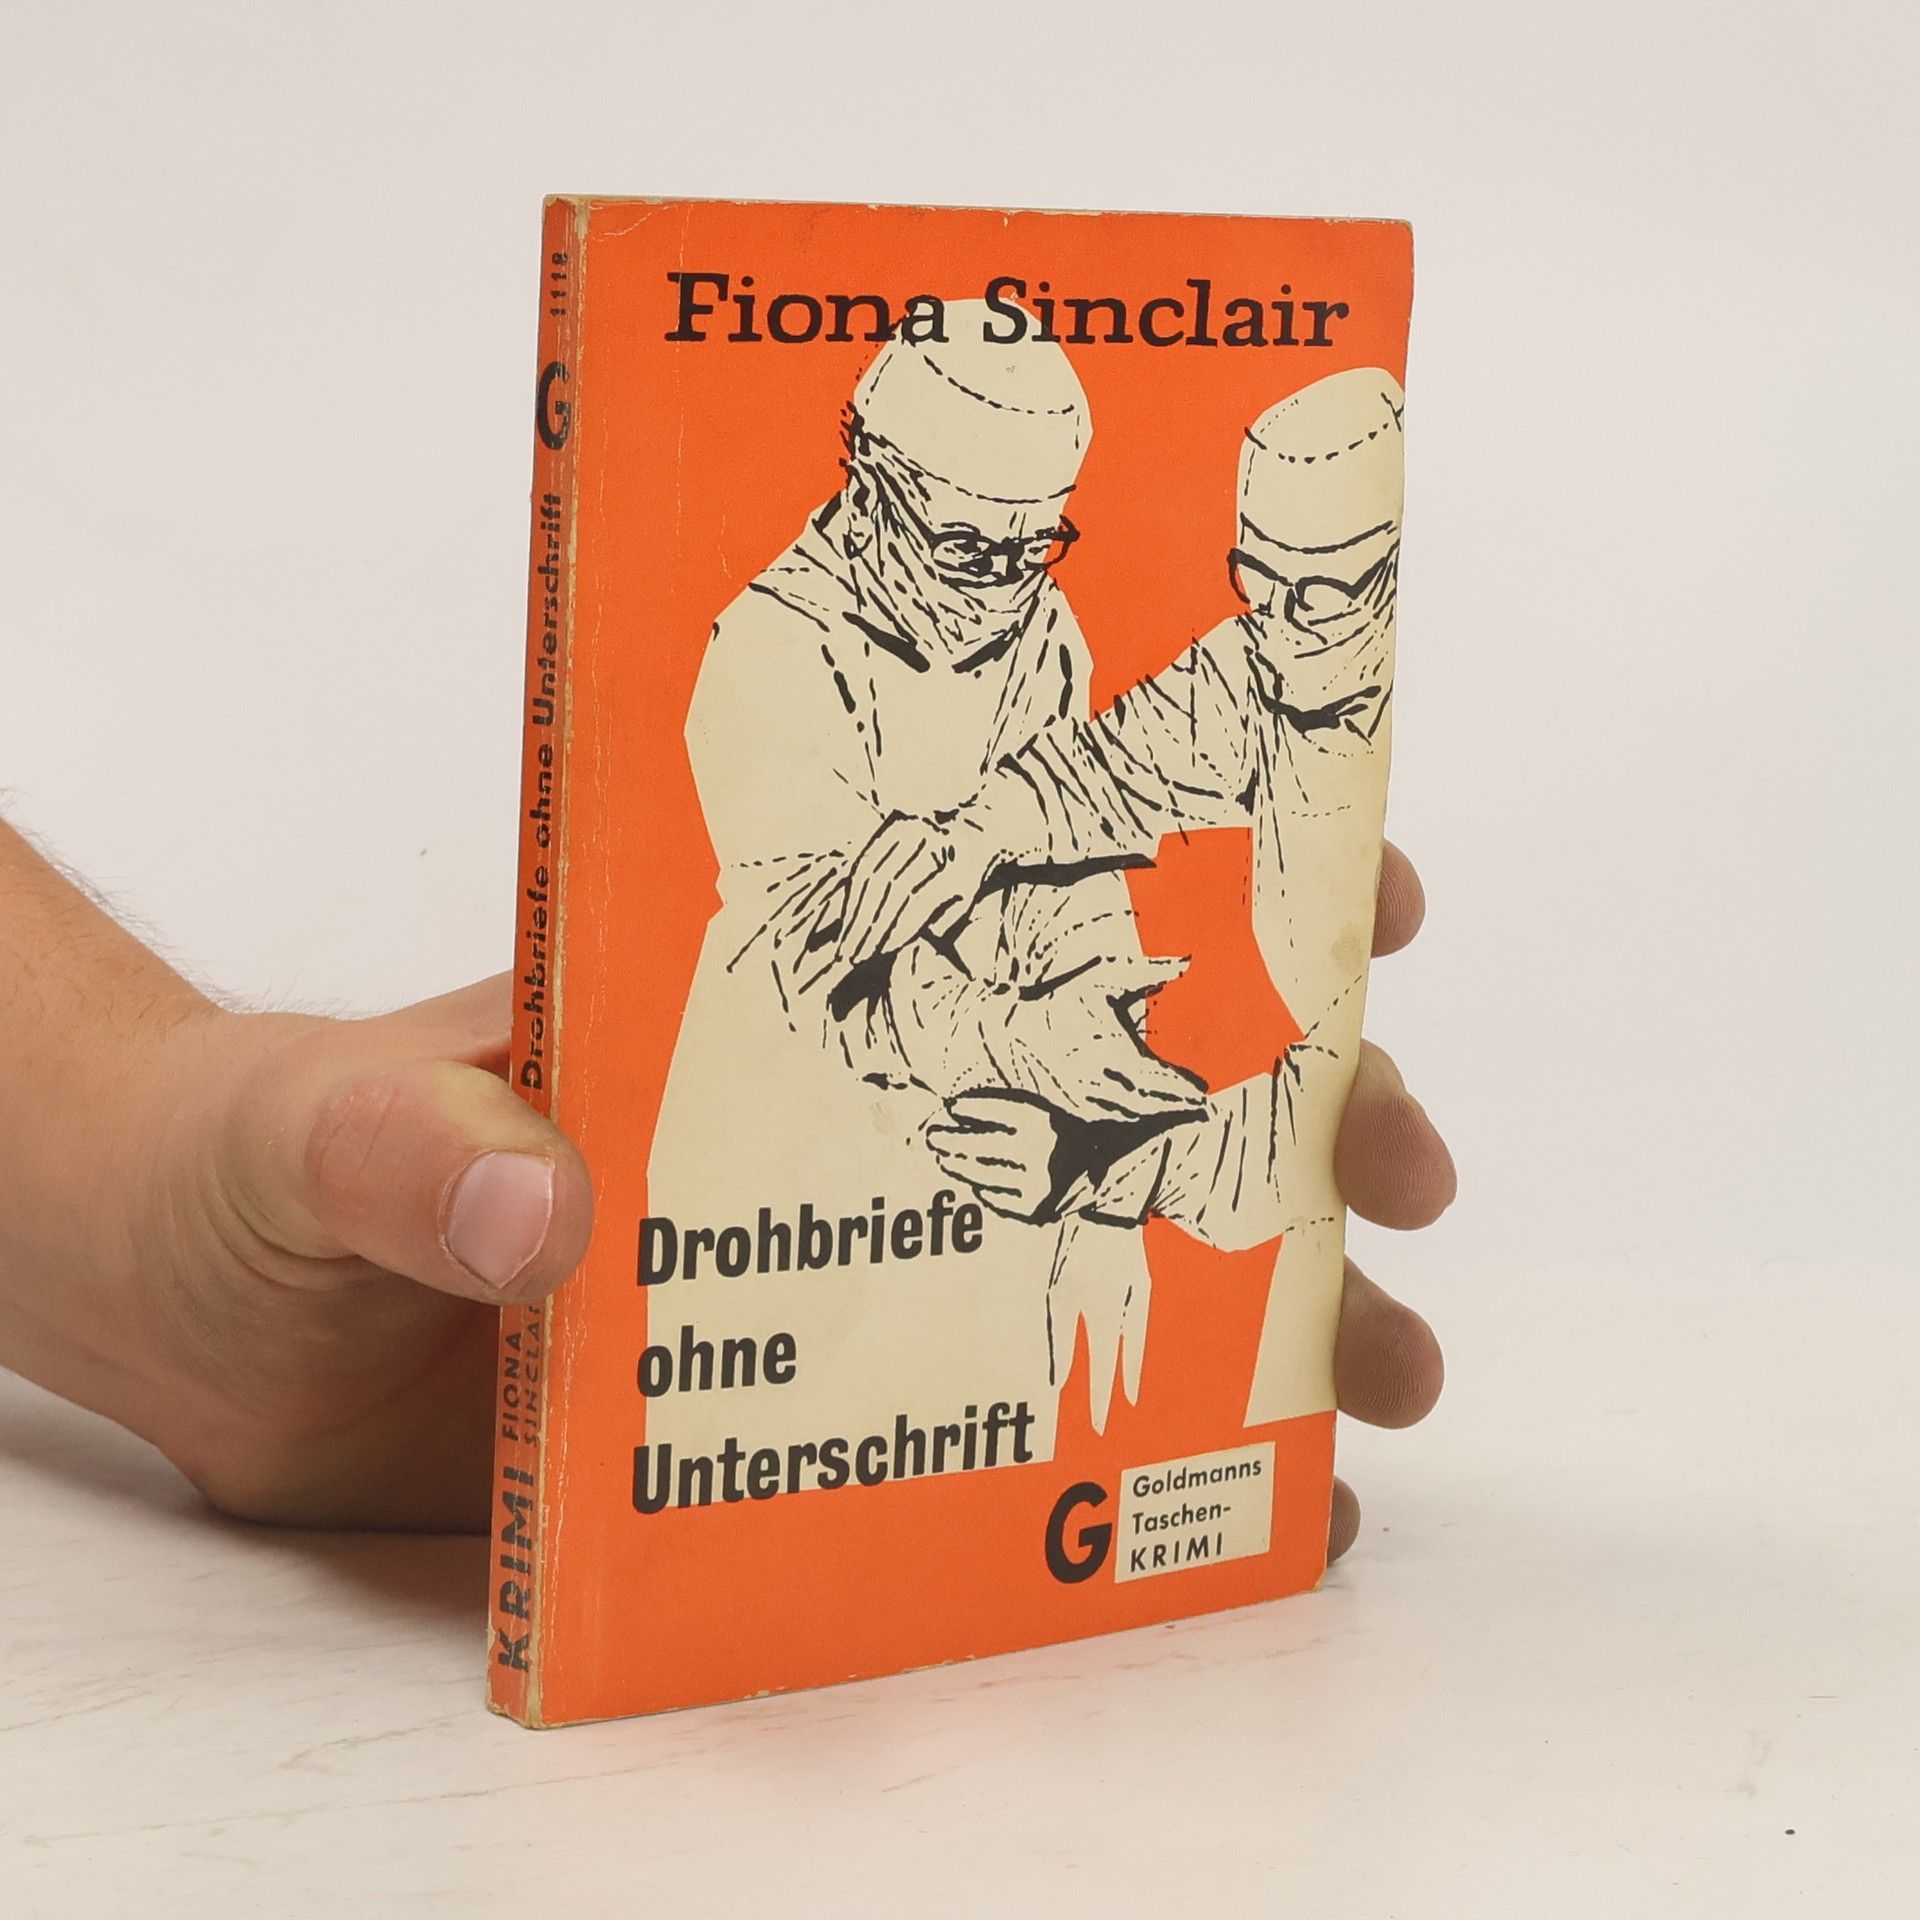 Fiona Sinclair
Drohbriefe
ohne
Unterschrift
G
Goldmanns
Taschen-
KRIMI
KRIMI
FIONA
SINCLAIR
Drohbriefe ohne Unterschrift
G
1118